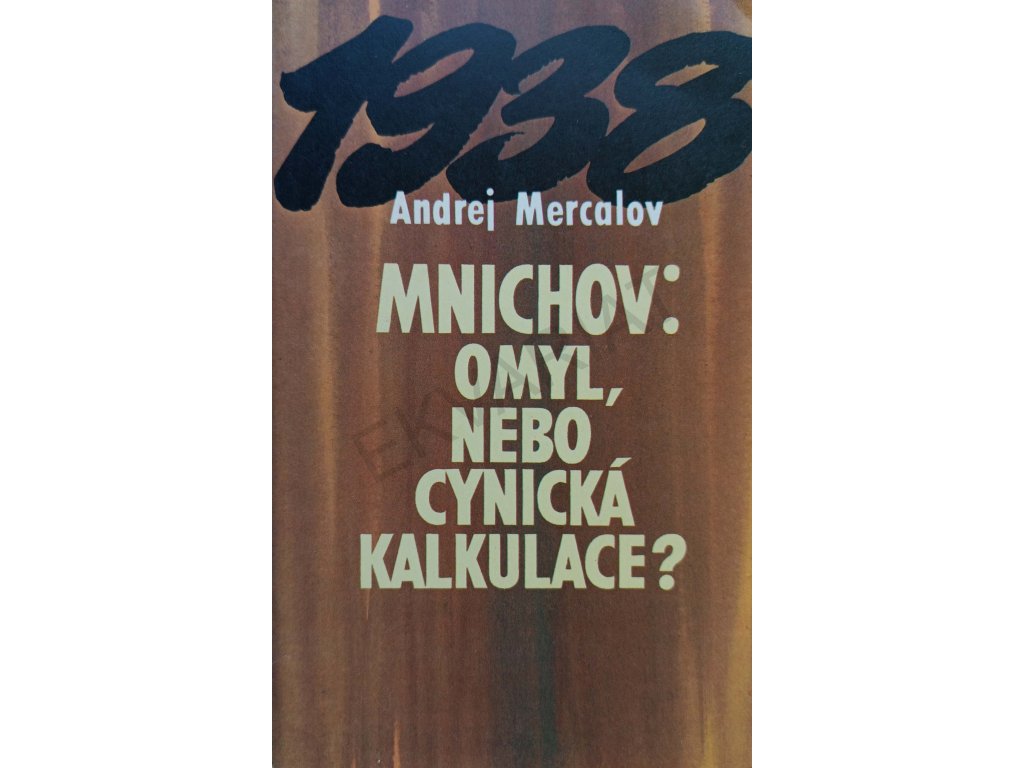 1938
Andrej Mercalov
MNICHOV:
OMYL,
NEBO
CYNICKÁ
KALKULACE?